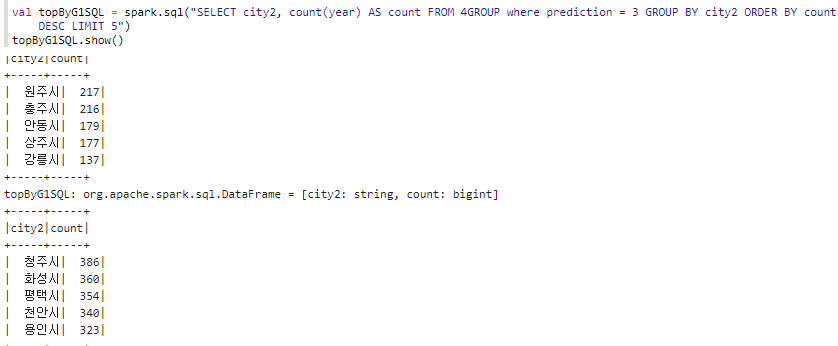 val topByG1SQL = spark.sql("SELECT city2, count(year) AS count FROM 4GROUP where prediction = 3 GROUP BY city2 ORDER BY count
DESC LIMIT 5")
topByG1SQL.show()
|city2|count|
+-----+-----+
| 원주시| 217|
| 충주시| 216|
| 안동시| 179|
| 상주시| 177|
| 강릉시| 137|
+-----+-----+
topByG1SQL: org.apache.spark.sql.DataFrame = [city2: string, count: bigint]
+-----+-----+
|city2|count|
+-----+-----+
| 청주시| 386|
| 화성시| 360|
| 평택시| 354|
| 천안시| 340|
| 용인시| 323|
+-----+-----+